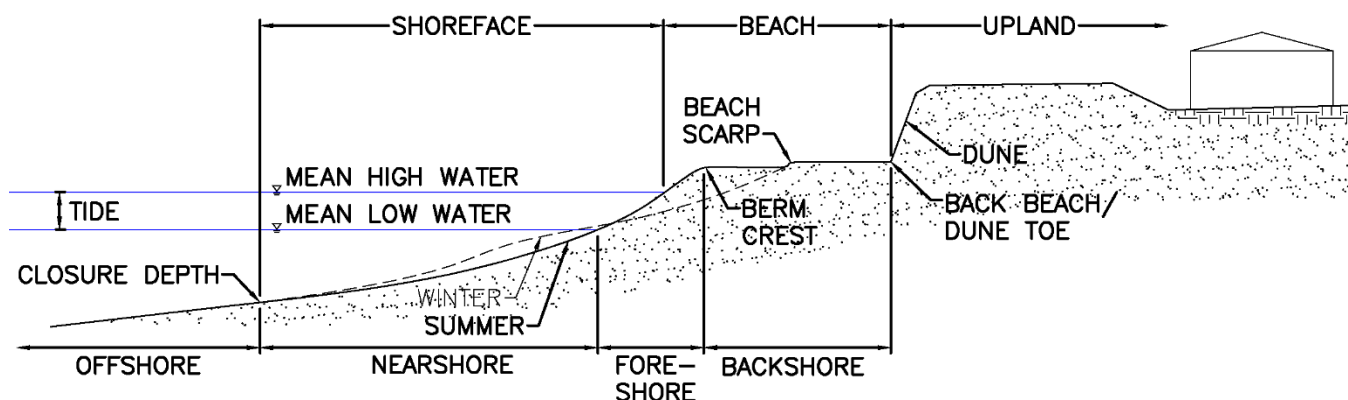 SHOREFACE
BEACH
UPLAND
BEACH
SCARP
DUNE
MEAN HIGH WATER
TIDE
MEAN LOW WATER
BERM
CREST
BACK BEACH/
DUNE TOE
CLOSURE DEPTH
WINTER
SUMMER
OFFSHORE
NEARSHORE
FORE-
SHORE
BACKSHORE